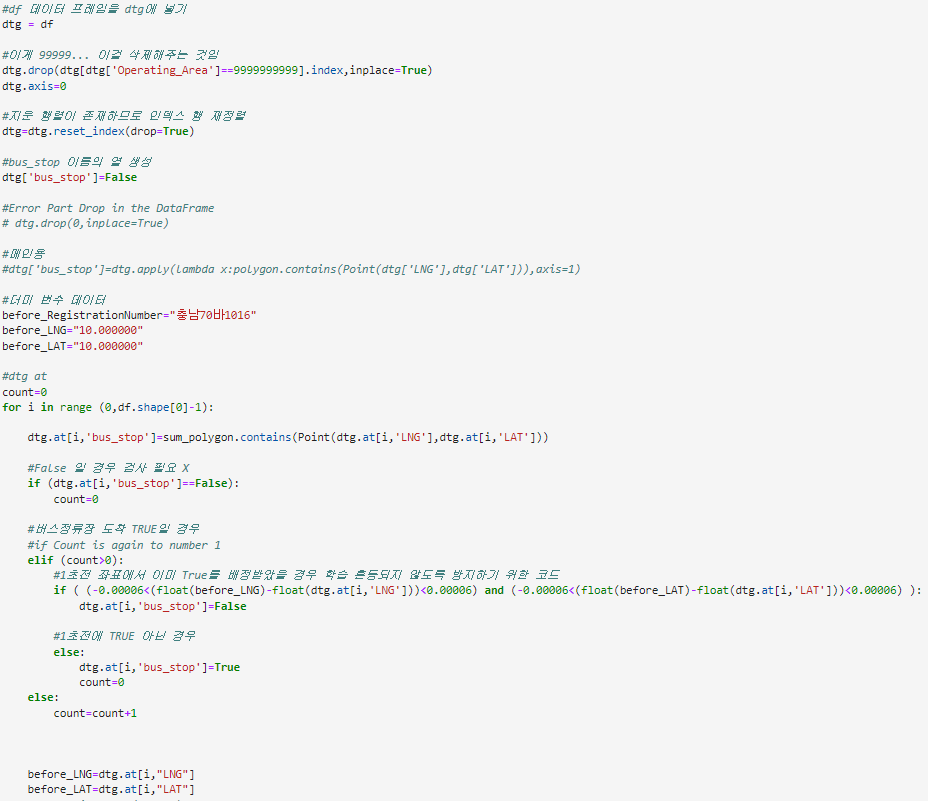 #df 데이터 프레임을 dtg에 넣기
dtg = df
#이게 99999... 이걸 삭제해주는 것임
dtg.drop(dtg[dtg['Operating_Area']==9999999999].index,inplace=True)
dtg.axis=0
#지운 행렬이 존재하므로 인덱스 행 재정렬
dtg=dtg.reset_index(drop=True)
#bus_stop 이름의 열 생성
dtg['bus_stop']=False
#Error Part Drop in the DataFrame
# dtg.drop(0,inplace=True)
#메인용
#dtg['bus_stop']=dtg.apply(lambda x:polygon.contains(Point(dtg['LNG'],dtg['LAT'])),axis=1)
#더미 변수 데이터
before_RegistrationNumber="충남70바1016"
before_LNG="10.000000"
before_LAT="10.000000"
#dtg at
count=0
for i in range (0,df.shape[0]-1):
dtg.at[i,'bus_stop']=sum_polygon.contains(Point(dtg.at[i,'LNG'],dtg.at[i,'LAT']))
#False 일 경우 검사 필요 X
if (dtg.at[i,'bus_stop']==False):
count=0
#버스정류장 도착 TRUE일 경우
#if Count is again to number 1
elif (count>0):
#1초전 좌표에서 이미 True를 배정받았을 경우 학습 혼동되지 않도록 방지하기 위한 코드
if ( (-0.00006<(float(before_LNG)-float(dtg.at[i,'LNG']))<0.00006) and (-0.00006<(float(before_LAT)-float(dtg.at[i,'LAT']))<0.00006) ):
dtg.at[i,'bus_stop']=False
#1초전에 TRUE 아닌 경우
else:
dtg.at[i,'bus_stop']=True
count=0
else:
count=count+1
before_LNG=dtg.at[i,"LNG"]
before_LAT=dtg.at[i,"LAT"]